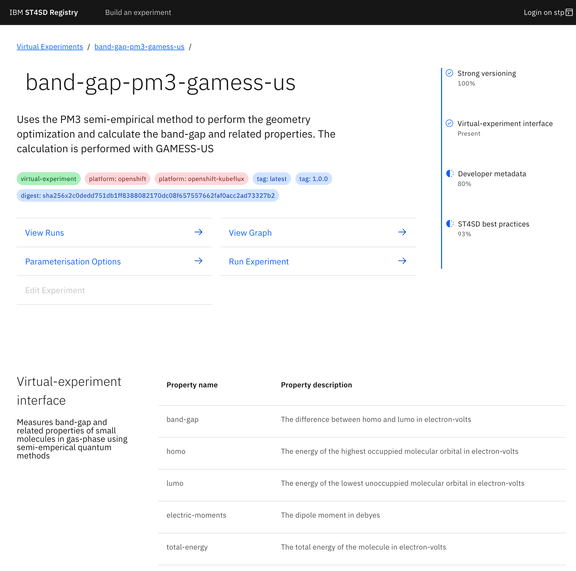 IBM ST4SD Registry
Build an experiment
Login on stp
Virtual Experiments / band-gap-pm3-gamess-us /
band-gap-pm3-gamess-us
Uses the PM3 semi-empirical method to perform the geometry
optimization and calculate the band-gap and related properties. The
calculation is performed with GAMESS-US
virtual-experiment platform: openshift platform: openshift-kubeflux tag: latest tag: 1.0.0
digest: sha256x2c0dedd751db1ff8388082170dc08f657557662faf0acc2ad73327b2
View Runs
View Graph
Parameterisation Options
Run Experiment
Edit Experiment
Strong versioning
100%
Virtual-experiment interface
Present
Developer metadata
80%
ST4SD best practices
93%
Virtual-experiment
interface
Measures band-gap and
related properties of small
molecules in gas-phase using
semi-emperical quantum
methods
Property name Property description
band-gap The difference between homo and lumo in electron-volts
homo The energy of the highest occuppied molecular orbital in electron-volts
lumo The energy of the lowest unoccuppied molecular orbital in electron-volts
electric-moments The dipole moment in debyes
total-energy The total energy of the molecule in electron-volts